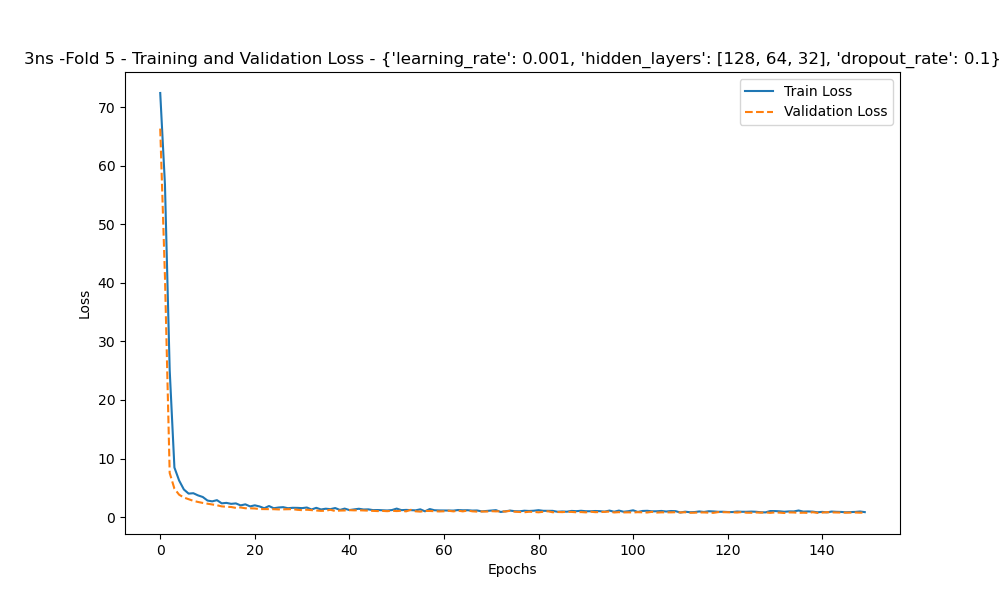 3ns -Fold 5 - Training and Validation Loss - {'learning_rate': 0.001, 'hidden_layers': [128, 64, 32], 'dropout_rate': 0.1}
Train Loss
Validation Loss
70
60
50
40
30
20
10
0
Loss
0 20 40 60 80 100 120 140
Epochs